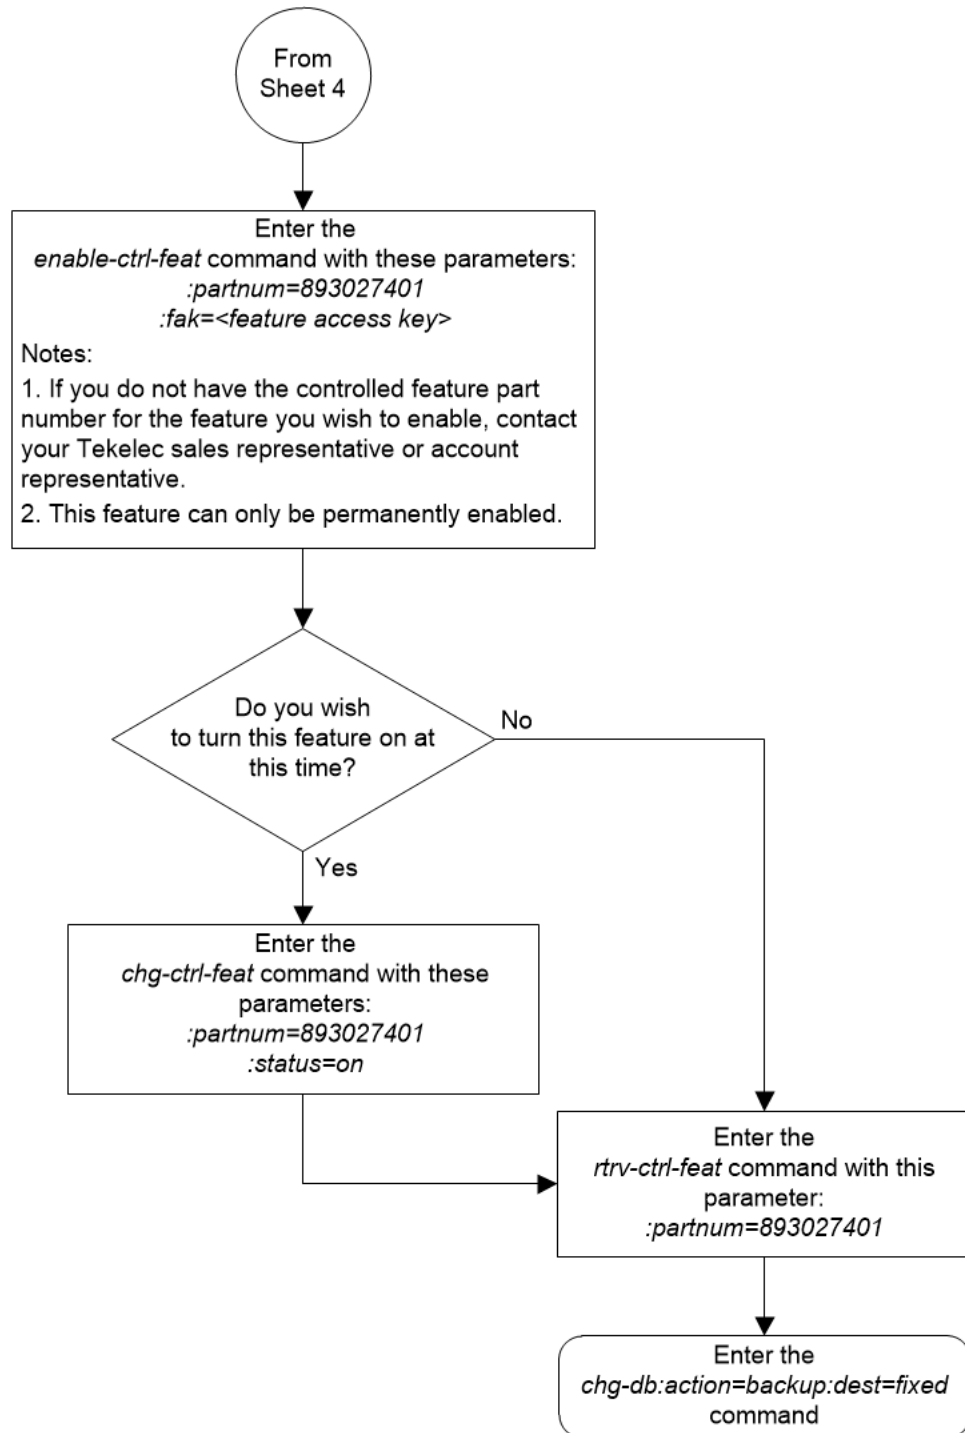 From
Sheet 4
Enter the
enable-ctrl-feat command with these parameters:
:partnum=893027401
:fak=<feature access key>
Notes:
1. If you do not have the controlled feature part
number for the feature you wish to enable, contact
your Tekelec sales representative or account
representative.
2. This feature can only be permanently enabled.
Do you wish
to turn this feature on at
this time?
No
Yes
Enter the
chg-ctrl-feat command with these
parameters:
:partnum=893027401
:status=on
Enter the
rtrv-ctrl-feat command with this
parameter:
:partnum=893027401
Enter the
chg-db:action=backup:dest=fixed
command